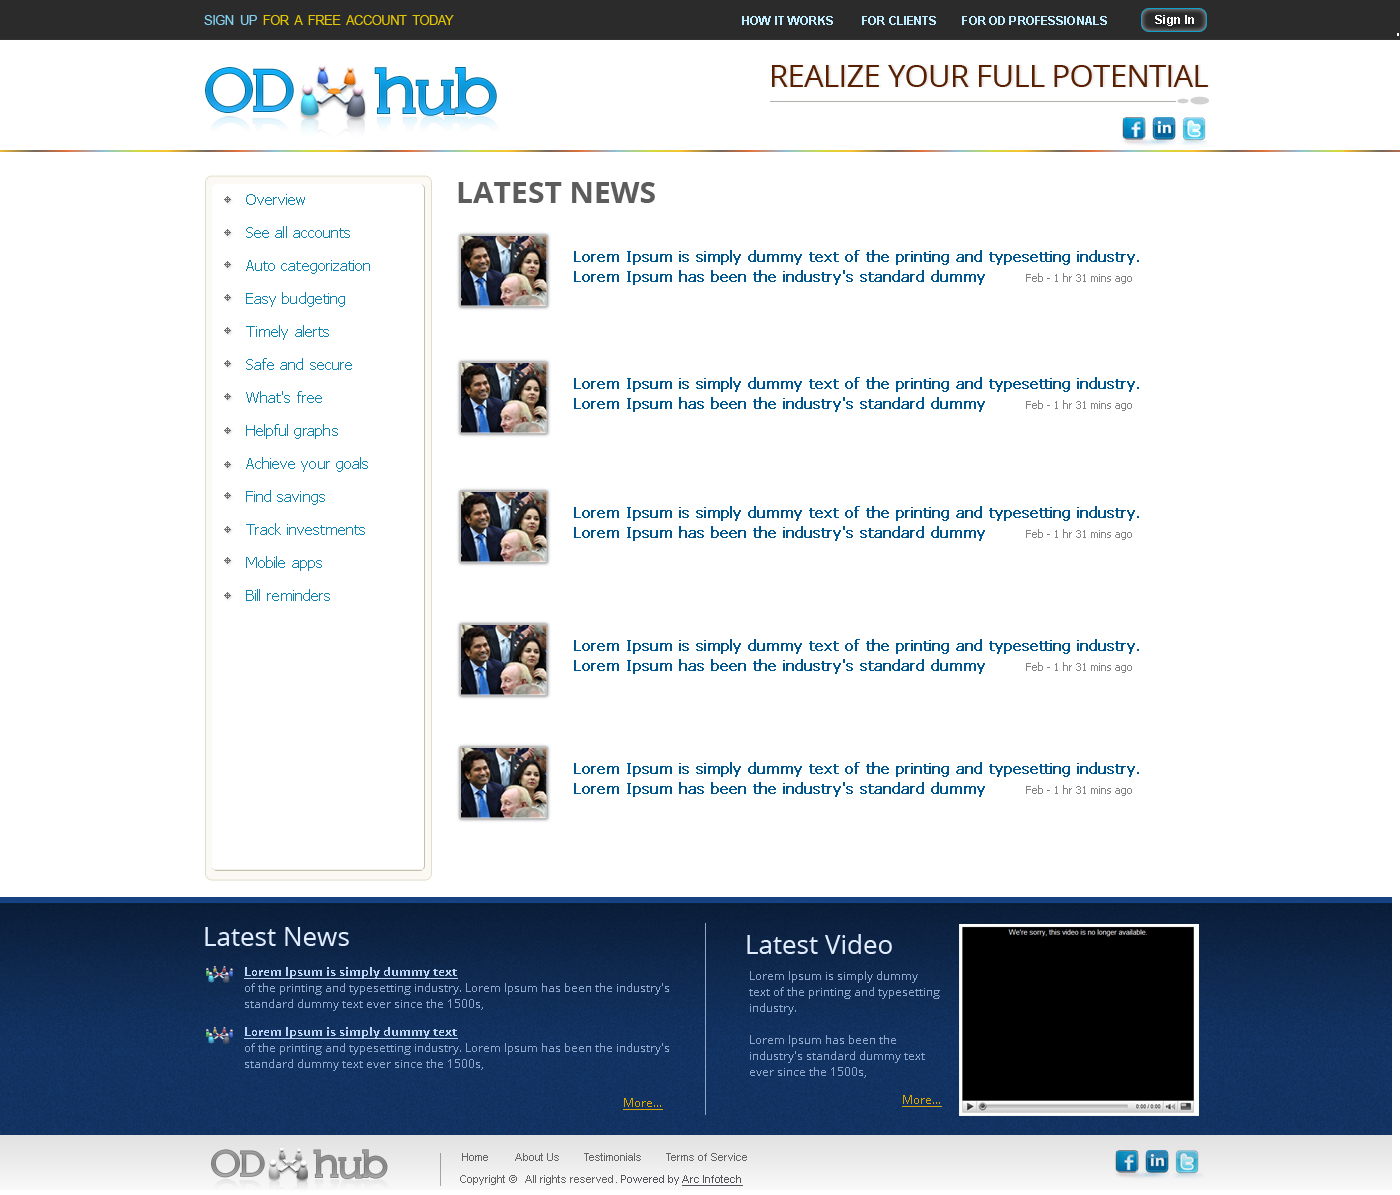 SIGN UP FOR A FREE ACCOUNT TODAY
HOW IT WORKS
FOR CLIENTS
FOR OD PROFESSIONALS
Sign In
OD hub
REALIZE YOUR FULL POTENTIAL
f in t
Overview
See all accounts
Auto categorization
Easy budgeting
Timely alerts
Safe and secure
What's free
Helpful graphs
Achieve your goals
Find savings
Track investments
Mobile apps
Bill reminders
LATEST NEWS
Lorem Ipsum is simply dummy text of the printing and typesetting industry.
Lorem Ipsum has been the industry's standard dummy Feb - 1 hr 31 mins ago
Lorem Ipsum is simply dummy text of the printing and typesetting industry.
Lorem Ipsum has been the industry's standard dummy Feb - 1 hr 31 mins ago
Lorem Ipsum is simply dummy text of the printing and typesetting industry.
Lorem Ipsum has been the industry's standard dummy Feb - 1 hr 31 mins ago
Lorem Ipsum is simply dummy text of the printing and typesetting industry.
Lorem Ipsum has been the industry's standard dummy Feb - 1 hr 31 mins ago
Lorem Ipsum is simply dummy text of the printing and typesetting industry.
Lorem Ipsum has been the industry's standard dummy Feb - 1 hr 31 mins ago
Latest News
Lorem Ipsum is simply dummy text
of the printing and typesetting industry. Lorem Ipsum has been the industry's
standard dummy text ever since the 1500s,
Lorem Ipsum is simply dummy text
of the printing and typesetting industry. Lorem Ipsum has been the industry's
standard dummy text ever since the 1500s,
More...
Latest Video
Lorem Ipsum is simply dummy
text of the printing and typesetting
industry.
Lorem Ipsum has been the
industry's standard dummy text
ever since the 1500s,
More...
We're sorry, this video is no longer available.
0:00 / 0:00
OD hub
Home
About Us
Testimonials
Terms of Service
Copyright © All rights reserved. Powered by Arc Infotech
f in t